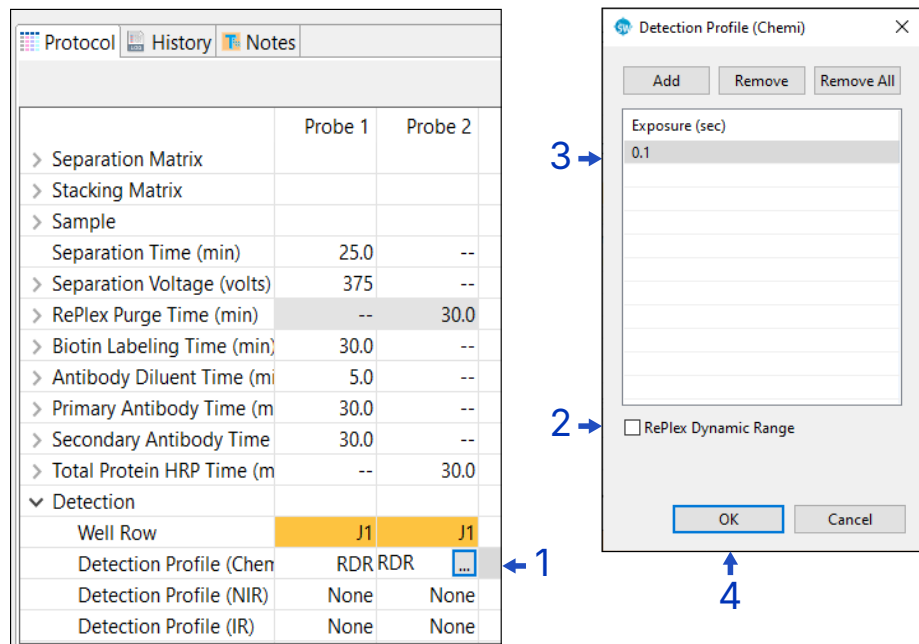 Protocol History Notes
Probe 1 Probe 2
Separation Matrix
Stacking Matrix
Sample
Separation Time (min) 25.0 --
Separation Voltage (volts) 375 --
RePlex Purge Time (min) -- 30.0
Biotin Labeling Time (min) 30.0 --
Antibody Diluent Time (mi 5.0 --
Primary Antibody Time (m 30.0 --
Secondary Antibody Time 30.0 --
Total Protein HRP Time (m -- 30.0
Detection
Well Row J1 J1
Detection Profile (Chem RDR RDR ...
Detection Profile (NIR) None None
Detection Profile (IR) None None
1
SW Detection Profile (Chemi)
Add Remove Remove All
Exposure (sec)
3 0.1
2 RePlex Dynamic Range
OK Cancel
4